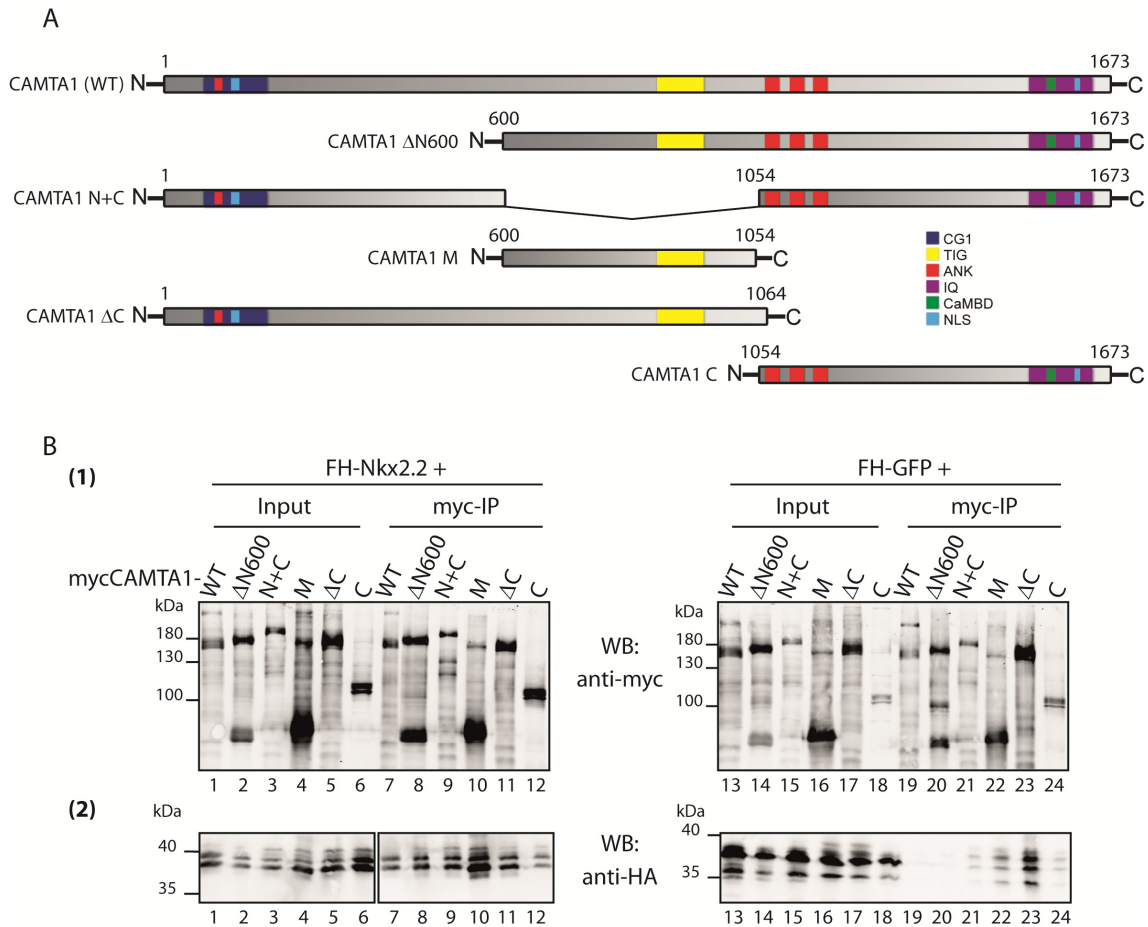 A
1 1673
CAMTA1 (WT) N C
600 1673
CAMTA1 ΔN600 N C
1 1054 1673
CAMTA1 N+C N C
600 1054
CAMTA1 M N C
CG1
TIG
ANK
IQ
CaMBD
NLS
1 1064
CAMTA1 ΔC N C
1054 1673
CAMTA1 C N C
B
(1)
FH-Nkx2.2 + FH-GFP +
Input myc-IP Input myc-IP
mycCAMTA1- WT ΔN600 N+C M ΔC C WT ΔN600 N+C M ΔC C WT ΔN600 N+C M ΔC C WT ΔN600 N+C M ΔC C
kDa kDa
180 180
130 130
100 100
WB:
anti-myc
1 2 3 4 5 6 7 8 9 10 11 12 13 14 15 16 17 18 19 20 21 22 23 24
(2)
kDa kDa
40 40
35 35
WB:
anti-HA
1 2 3 4 5 6 7 8 9 10 11 12 13 14 15 16 17 18 19 20 21 22 23 24